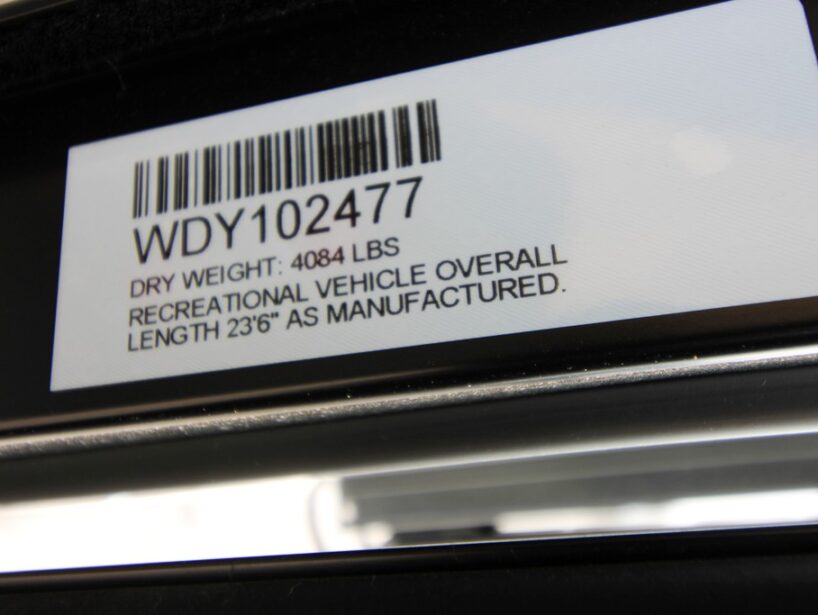 WDY102477
DRY WEIGHT: 4084 LBS
RECREATIONAL VEHICLE OVERALL
LENGTH 23'6" AS MANUFACTURED.